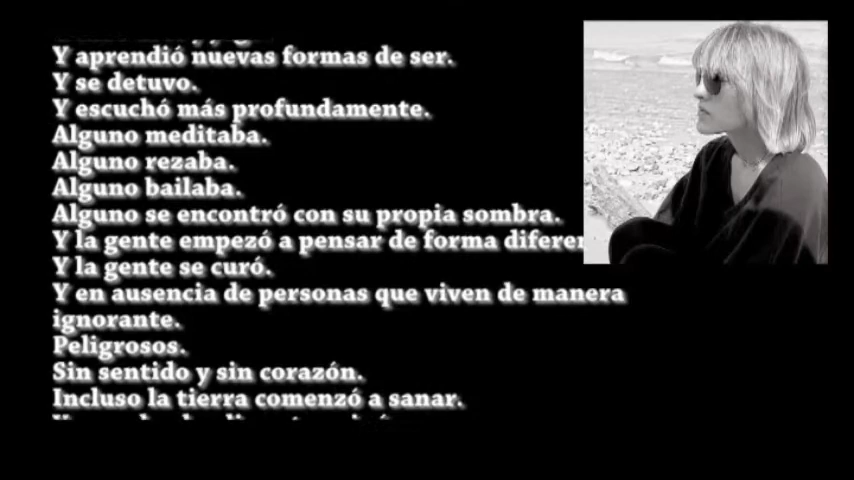 Y aprendió nuevas formas de ser.
Y se detuvo.
Y escuchó más profundamente.
Alguno meditaba.
Alguno rezaba.
Alguno bailaba.
Alguno se encontró con su propia sombra.
Y la gente empezó a pensar de forma
Y la gente se curó.
Y en ausencia de personas que viven de manera
ignorante.
Peligrosos.
Sin sentido y sin corazón.
Incluso la tierra comenzó a sanar.